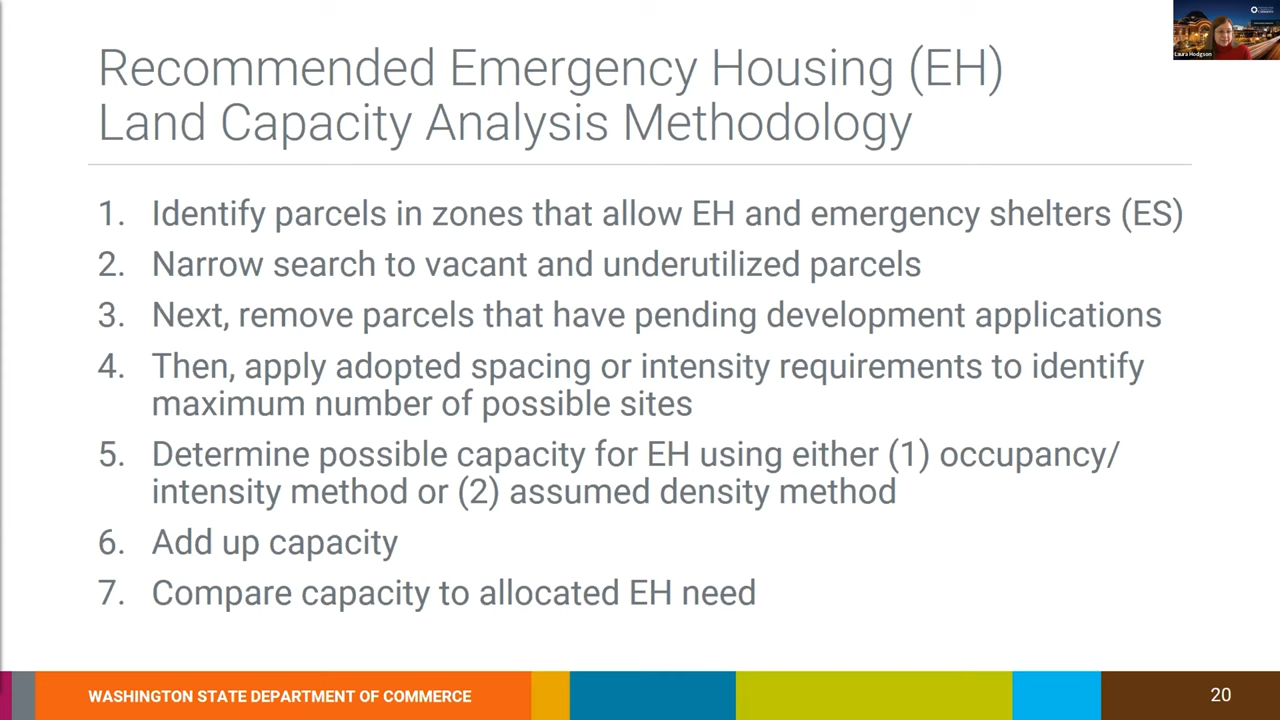 Recommended Emergency Housing (EH)
Land Capacity Analysis Methodology
1. Identify parcels in zones that allow EH and emergency shelters (ES)
2. Narrow search to vacant and underutilized parcels
3. Next, remove parcels that have pending development applications
4. Then, apply adopted spacing or intensity requirements to identify
maximum number of possible sites
5. Determine possible capacity for EH using either (1) occupancy/
intensity method or (2) assumed density method
6. Add up capacity
7. Compare capacity to allocated EH need
WASHINGTON STATE DEPARTMENT OF COMMERCE
20
Laura Hodgson